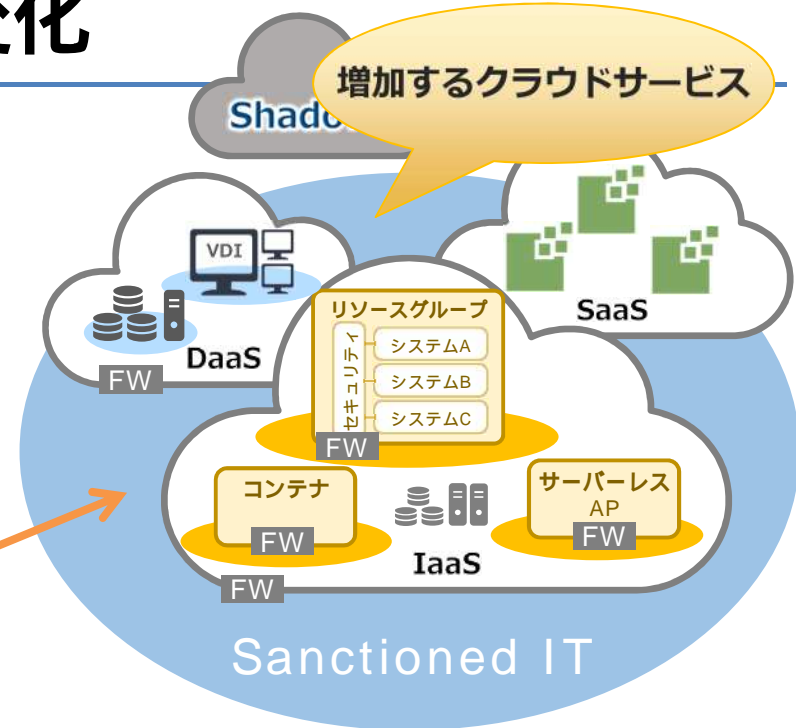 化
増加するクラウドサービス
Shado
VDI
DaaS
FW
SaaS
リソースグループ
セキュリティ
システムA
システムB
システムC
FW
コンテナ
FW
サーバーレス
AP
FW
IaaS
FW
Sanctioned IT